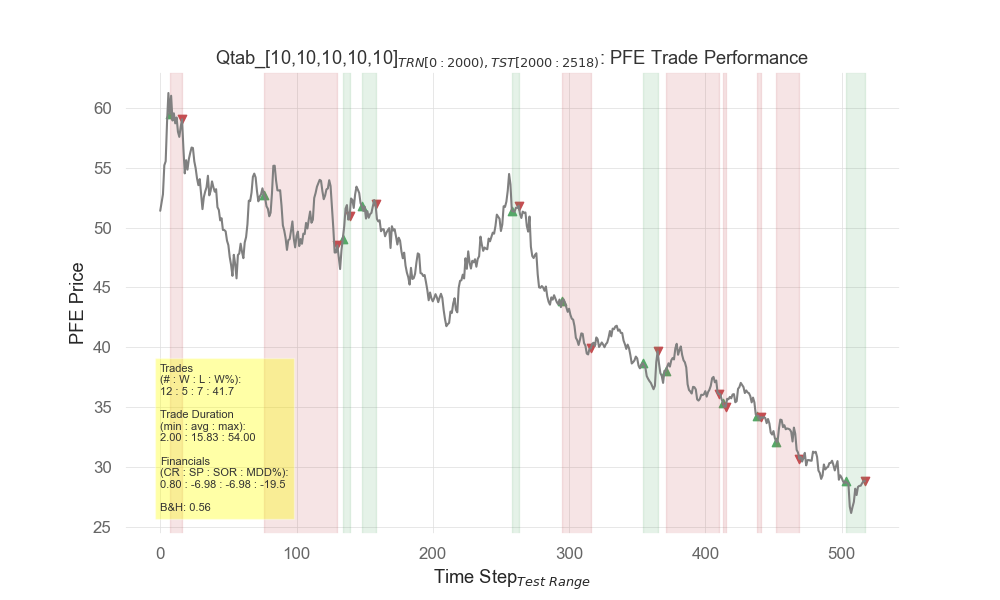 Qtab_[10,10,10,10,10]TRN[0 : 2000), TST[2000 : 2518): PFE Trade Performance
PFE Price
60
55
50
45
40
35
30
25
Trades
(# : W : L : W%):
12 : 5 : 7 : 41.7
Trade Duration
(min : avg : max):
2.00 : 15.83 : 54.00
Financials
(CR : SP : SOR : MDD%):
0.80 : -6.98 : -6.98 : -19.5
B&H: 0.56
0 100 200 300 400 500
Time StepTest Range